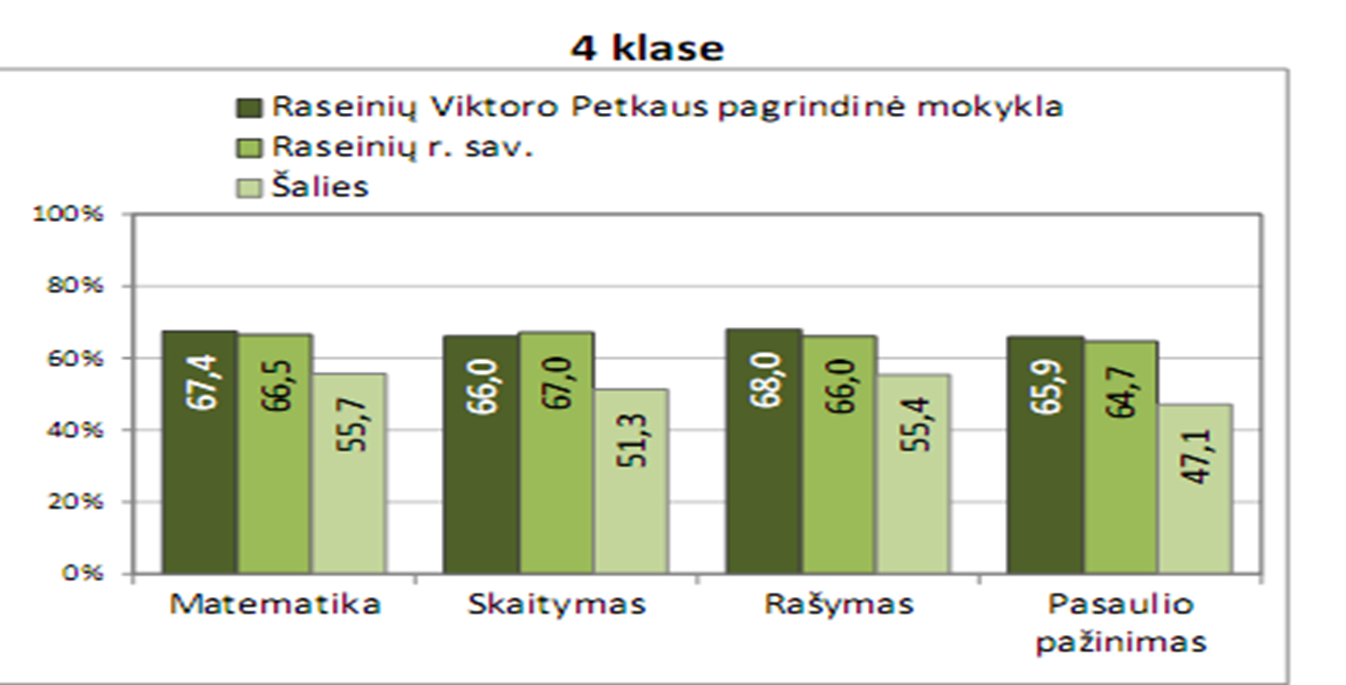 4 klase
Raseinių Viktoro Petkaus pagrindinė mokykla
Raseinių r. sav.
Šalies
100%
80%
60%
40%
20%
0%
67,4
66,5
55,7
66,0
67,0
51,3
68,0
66,0
55,4
65,9
64,7
47,1
Matematika
Skaitymas
Rašymas
Pasaulio
pažinimas